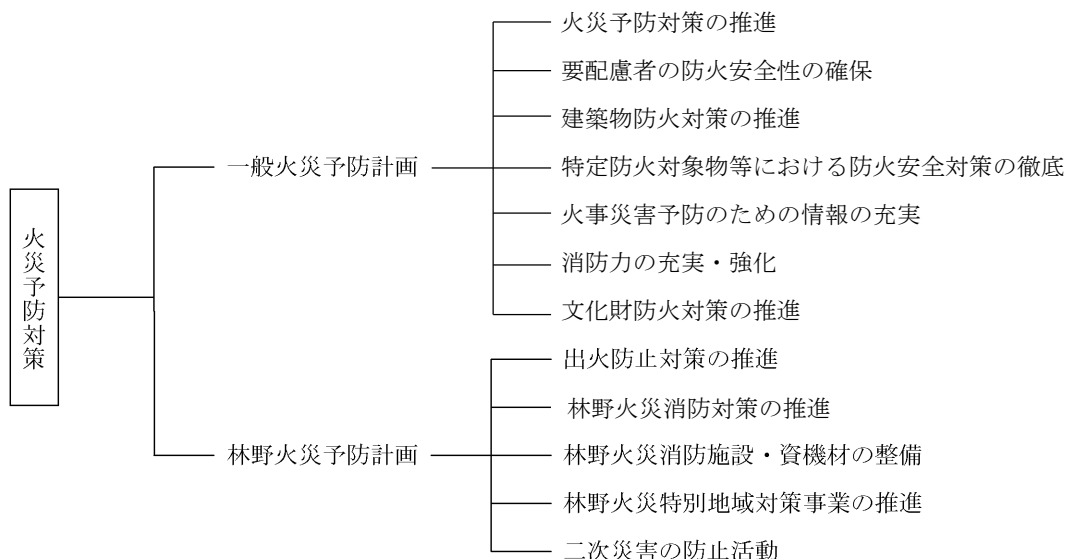 火災予防対策
一般火災予防計画
火災予防対策の推進
要配慮者の防火安全性の確保
建築物防火対策の推進
特定防火対象物等における防火安全対策の徹底
火事災害予防のための情報の充実
消防力の充実・強化
文化財防火対策の推進
林野火災予防計画
出火防止対策の推進
林野火災消防対策の推進
林野火災消防施設・資機材の整備
林野火災特別地域対策事業の推進
二次災害の防止活動